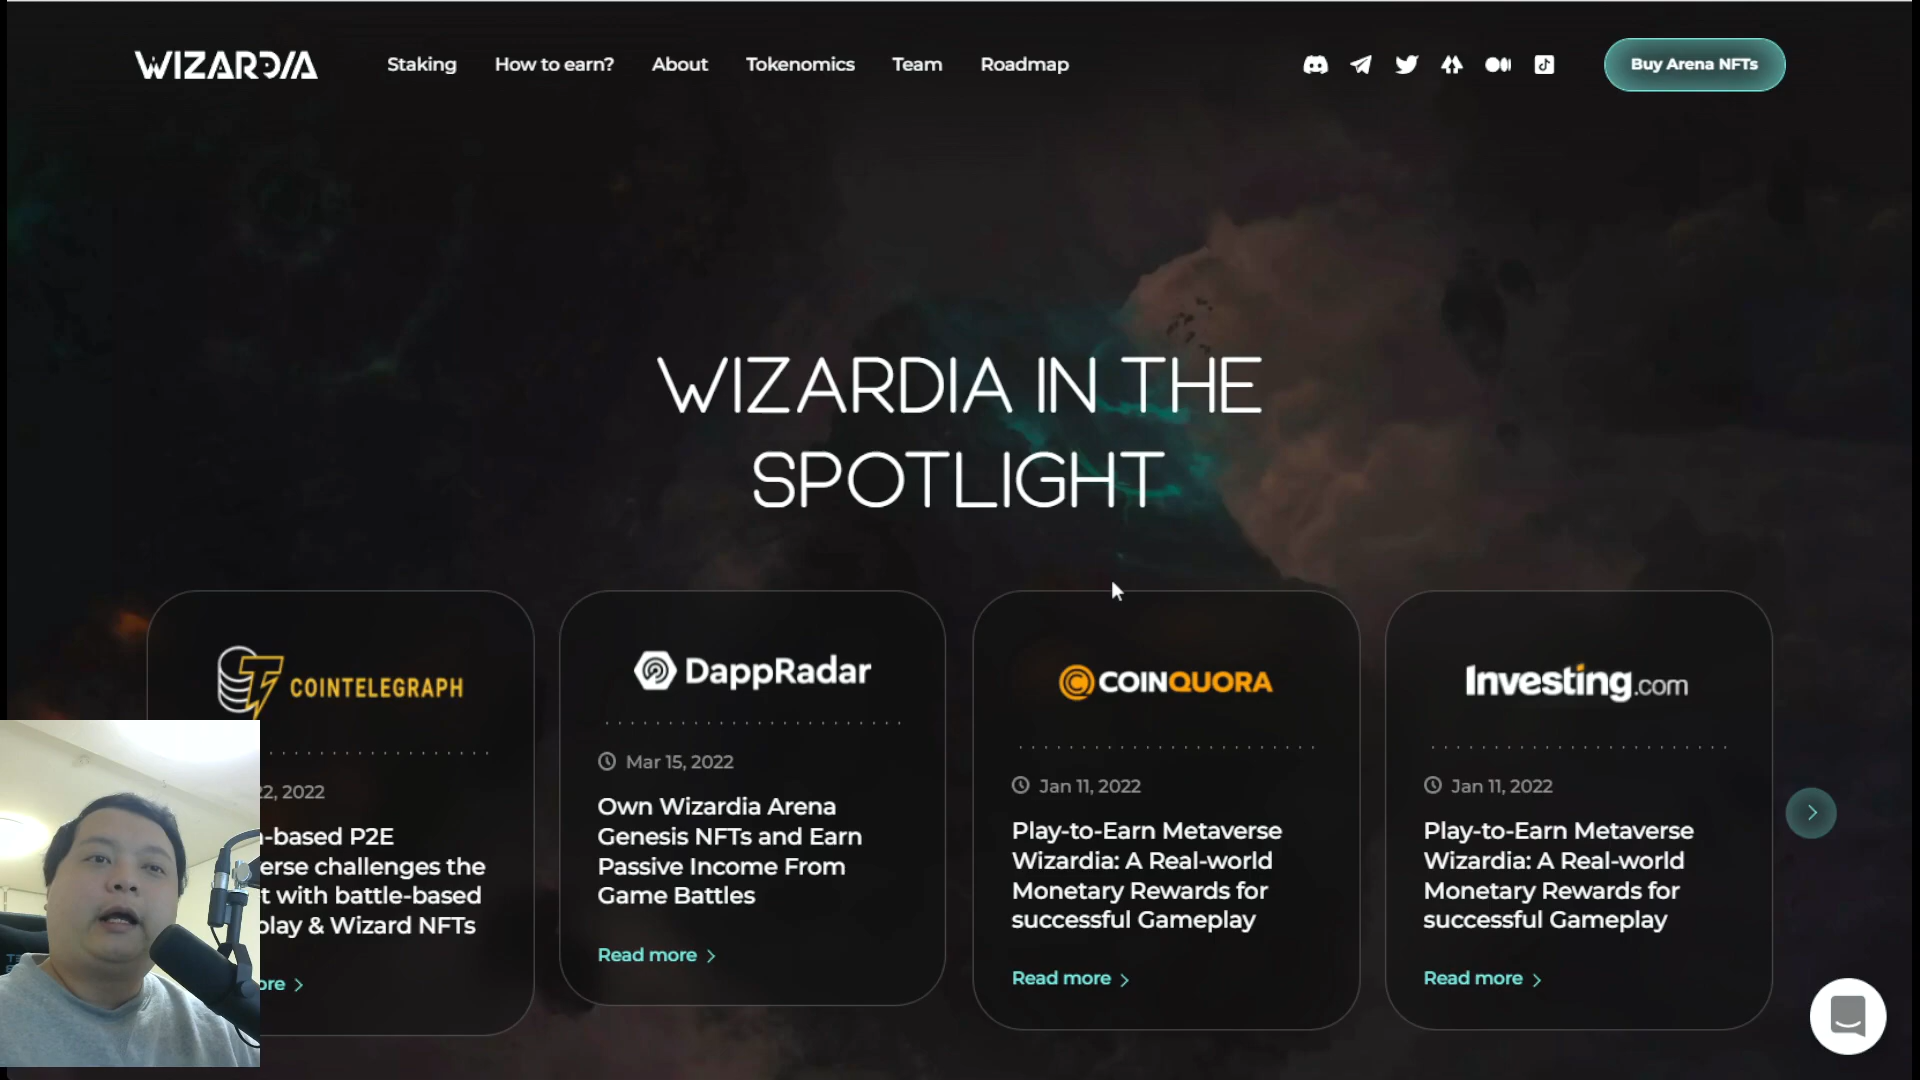 WIZARDIA
Staking
How to earn?
About
Tokenomics
Team
Roadmap
Buy Arena NFTs
WIZARDIA IN THE
SPOTLIGHT
COINTELEGRAPH
22, 2022
-based P2E
erse challenges the
t with battle-based
play & Wizard NFTs
ore
DappRadar
Mar 15, 2022
Own Wizardia Arena
Genesis NFTs and Earn
Passive Income From
Game Battles
Read more
COINQUORA
Jan 11, 2022
Play-to-Earn Metaverse
Wizardia: A Real-world
Monetary Rewards for
successful Gameplay
Read more
Investing.com
Jan 11, 2022
Play-to-Earn Metaverse
Wizardia: A Real-world
Monetary Rewards for
successful Gameplay
Read more